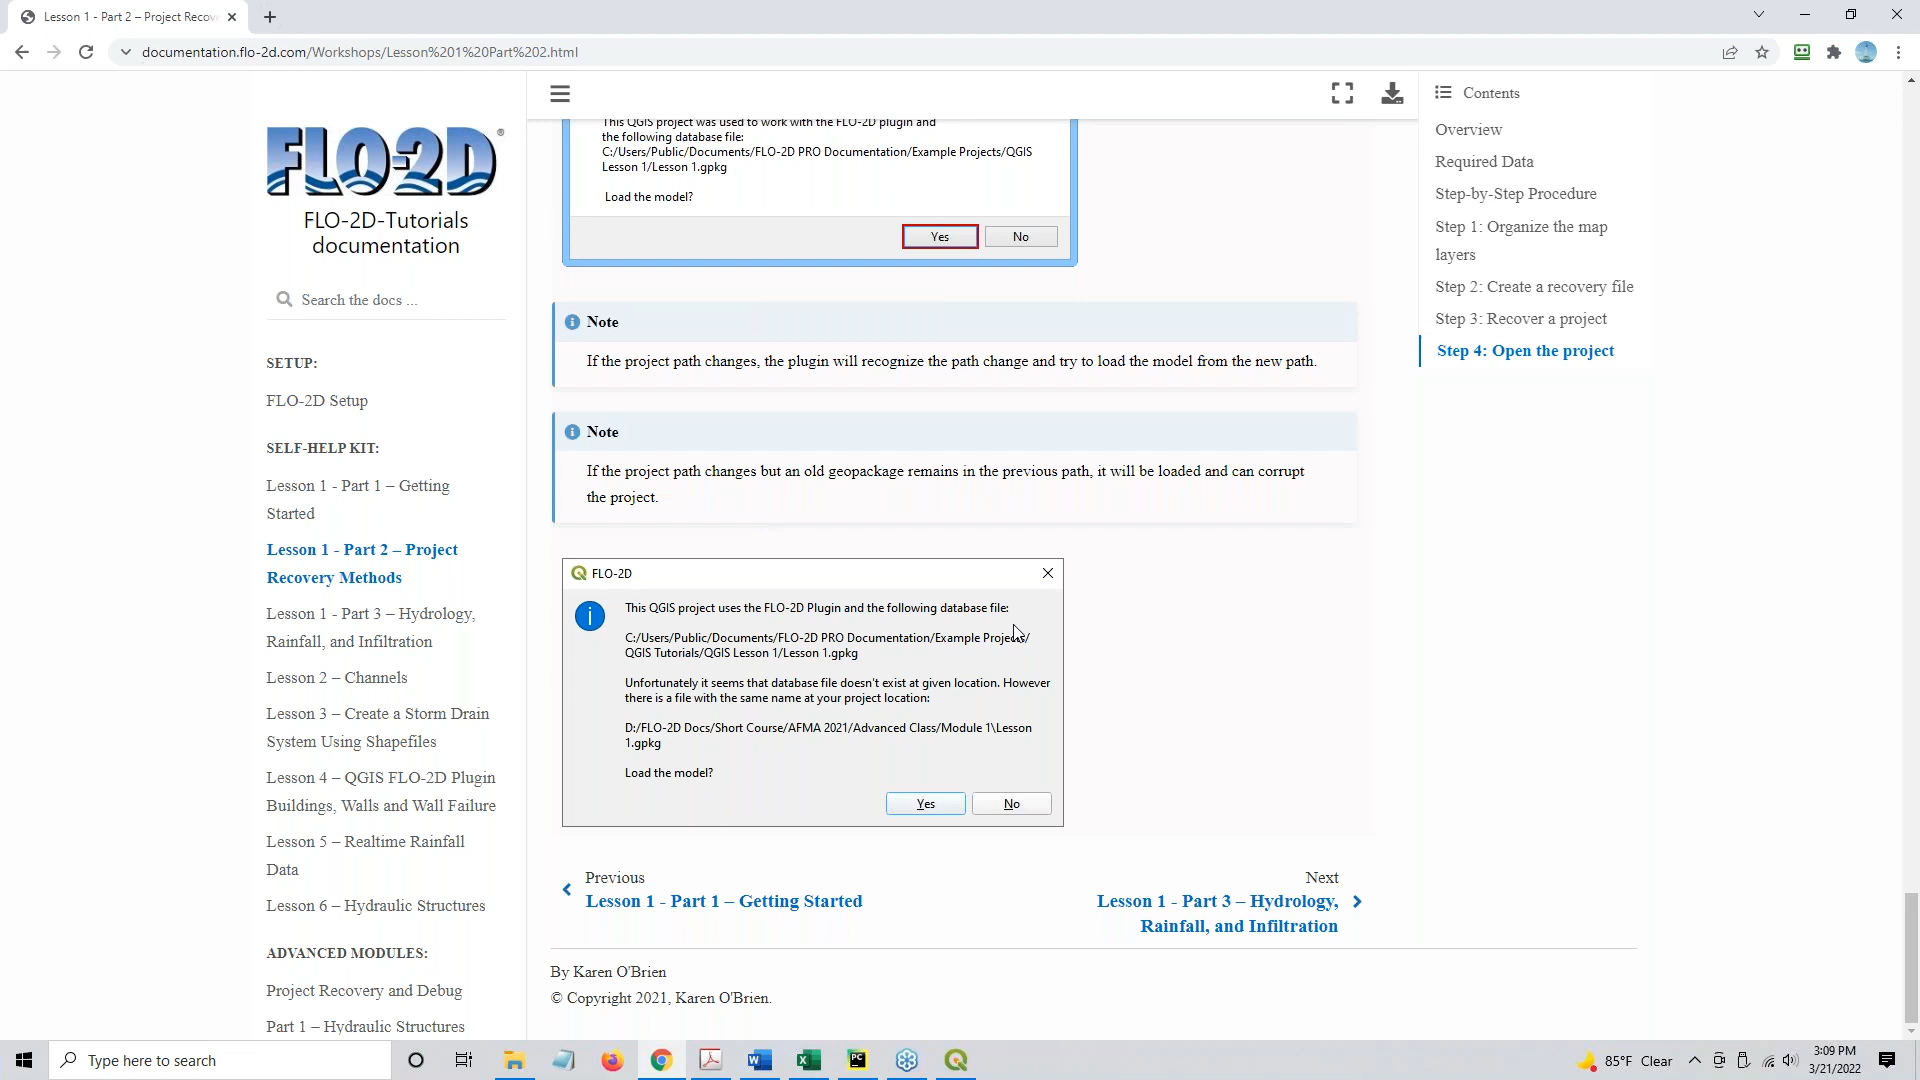 Lesson 1 - Part 2 – Project Recov
documentation.flo-2d.com/Workshops/Lesson%201%20Part%202.html
FLO-2D®
FLO-2D-Tutorials
documentation
Search the docs ...
SETUP:
FLO-2D Setup
SELF-HELP KIT:
Lesson 1 - Part 1 – Getting
Started
Lesson 1 - Part 2 – Project
Recovery Methods
Lesson 1 - Part 3 – Hydrology,
Rainfall, and Infiltration
Lesson 2 – Channels
Lesson 3 – Create a Storm Drain
System Using Shapefiles
Lesson 4 – QGIS FLO-2D Plugin
Buildings, Walls and Wall Failure
Lesson 5 – Realtime Rainfall
Data
Lesson 6 – Hydraulic Structures
ADVANCED MODULES:
Project Recovery and Debug
Part 1 – Hydraulic Structures
This QGIS project was used to work with the FLO-2D plugin and
the following database file:
C:/Users/Public/Documents/FLO-2D PRO Documentation/Example Projects/QGIS
Lesson 1/Lesson 1.gpkg
Load the model?
Yes
No
Note
If the project path changes, the plugin will recognize the path change and try to load the model from the new path.
Note
If the project path changes but an old geopackage remains in the previous path, it will be loaded and can corrupt
the project.
FLO-2D
This QGIS project uses the FLO-2D Plugin and the following database file:
C:/Users/Public/Documents/FLO-2D PRO Documentation/Example Projects/
QGIS Tutorials/QGIS Lesson 1/Lesson 1.gpkg
Unfortunately it seems that database file doesn't exist at given location. However
there is a file with the same name at your project location:
D:/FLO-2D Docs/Short Course/AFMA 2021/Advanced Class/Module 1\Lesson
1.gpkg
Load the model?
Yes
No
Previous
Lesson 1 - Part 1 – Getting Started
Next
Lesson 1 - Part 3 – Hydrology,
Rainfall, and Infiltration
By Karen O'Brien
© Copyright 2021, Karen O'Brien.
Contents
Overview
Required Data
Step-by-Step Procedure
Step 1: Organize the map
layers
Step 2: Create a recovery file
Step 3: Recover a project
Step 4: Open the project
Type here to search
85°F Clear
3:09 PM
3/21/2022